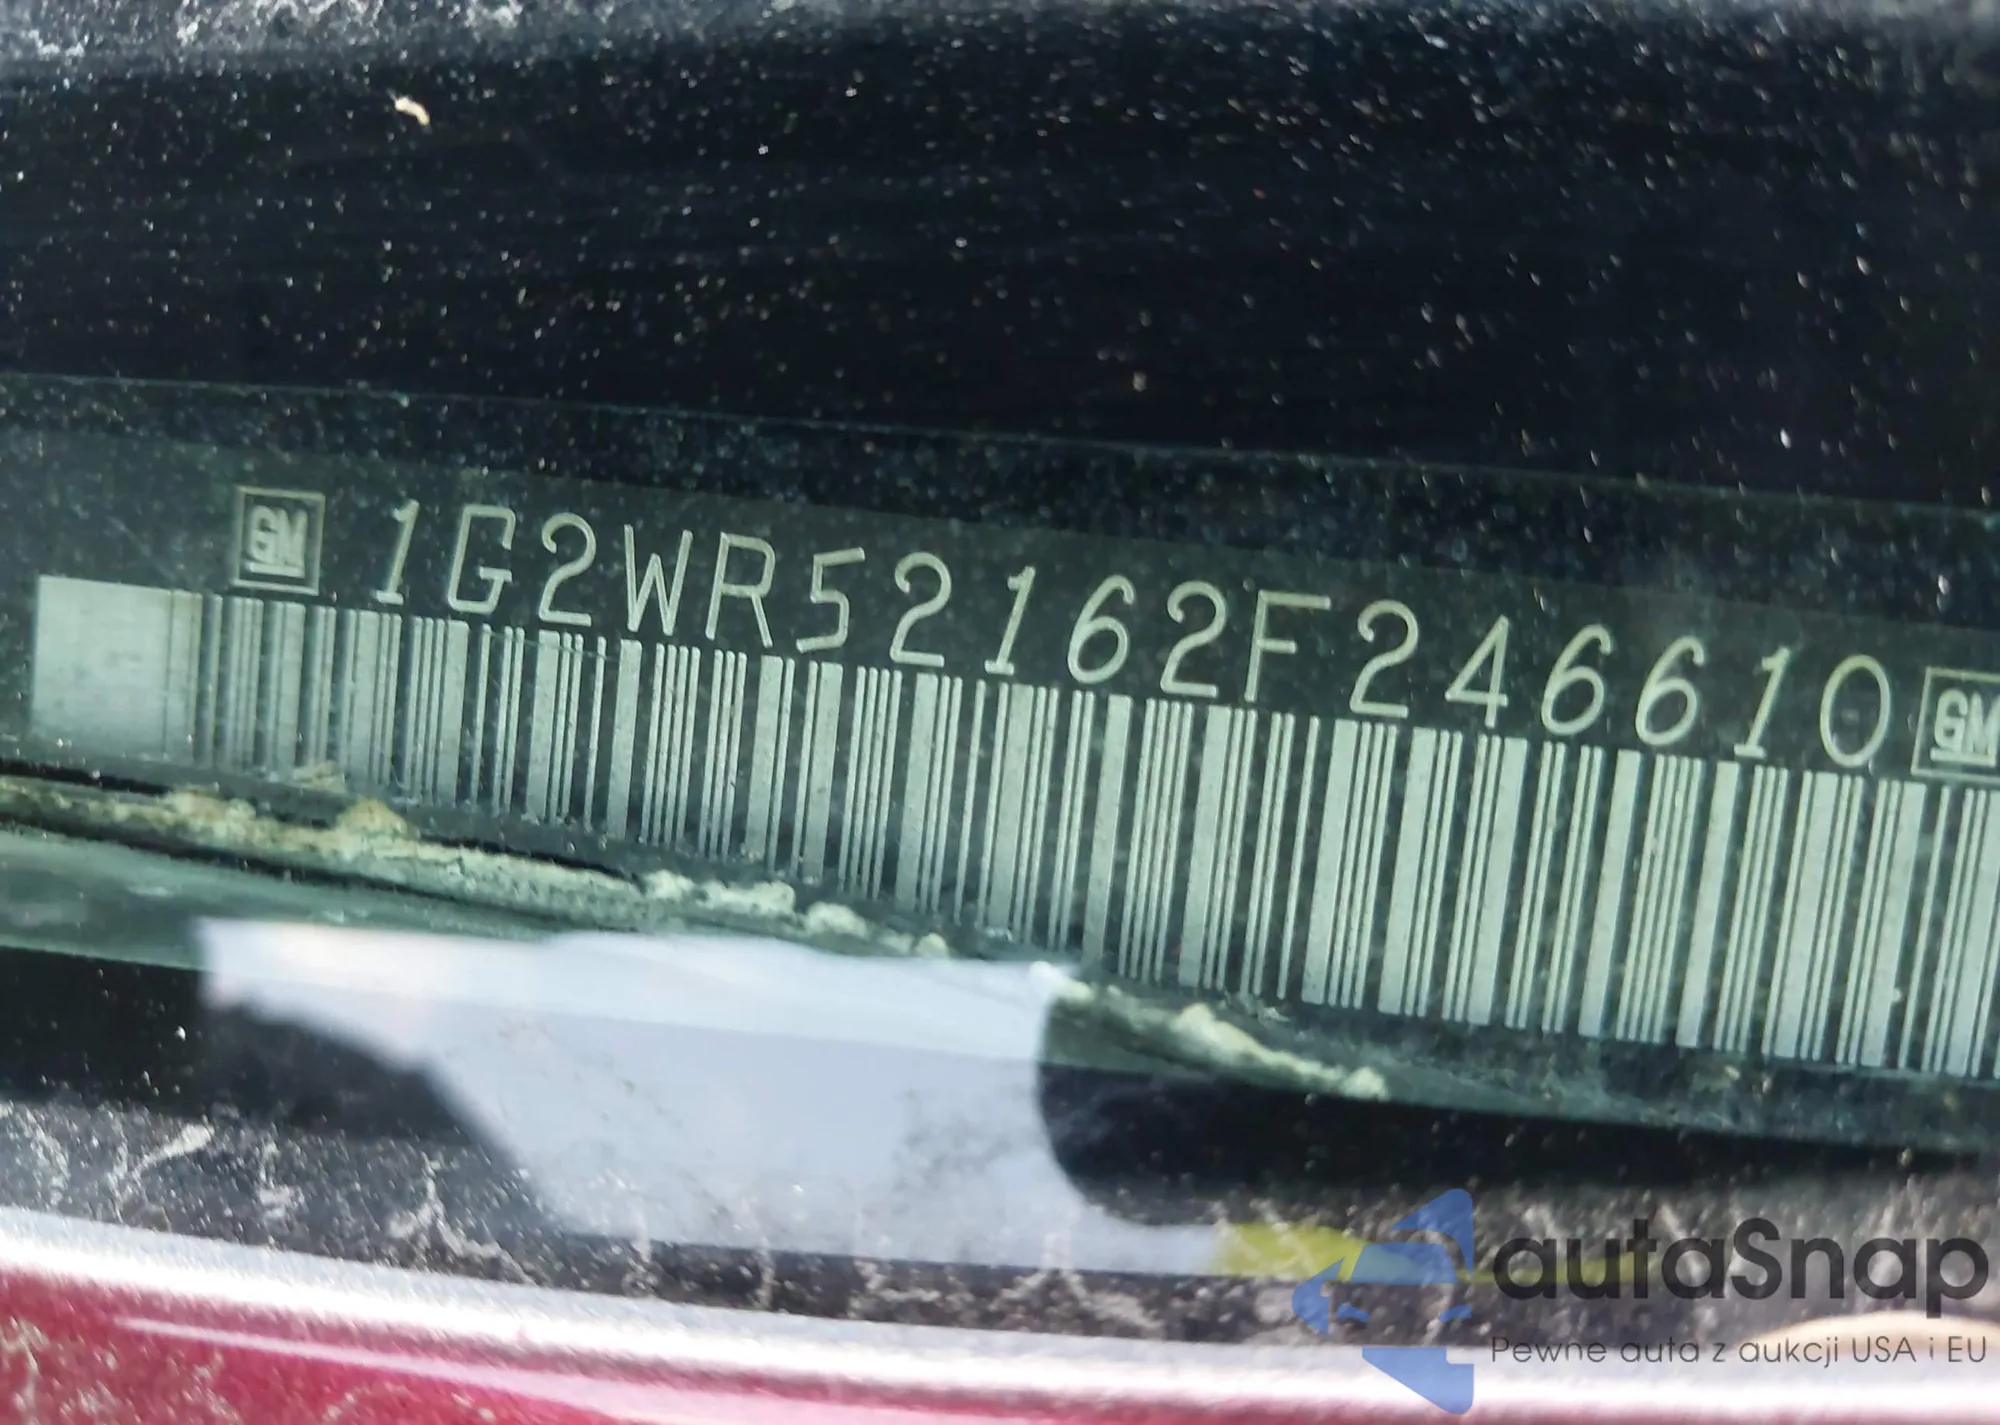 GM 1G2WR52162F246610 GM
autaSnap
Pewne auta z aukcji USA i EU